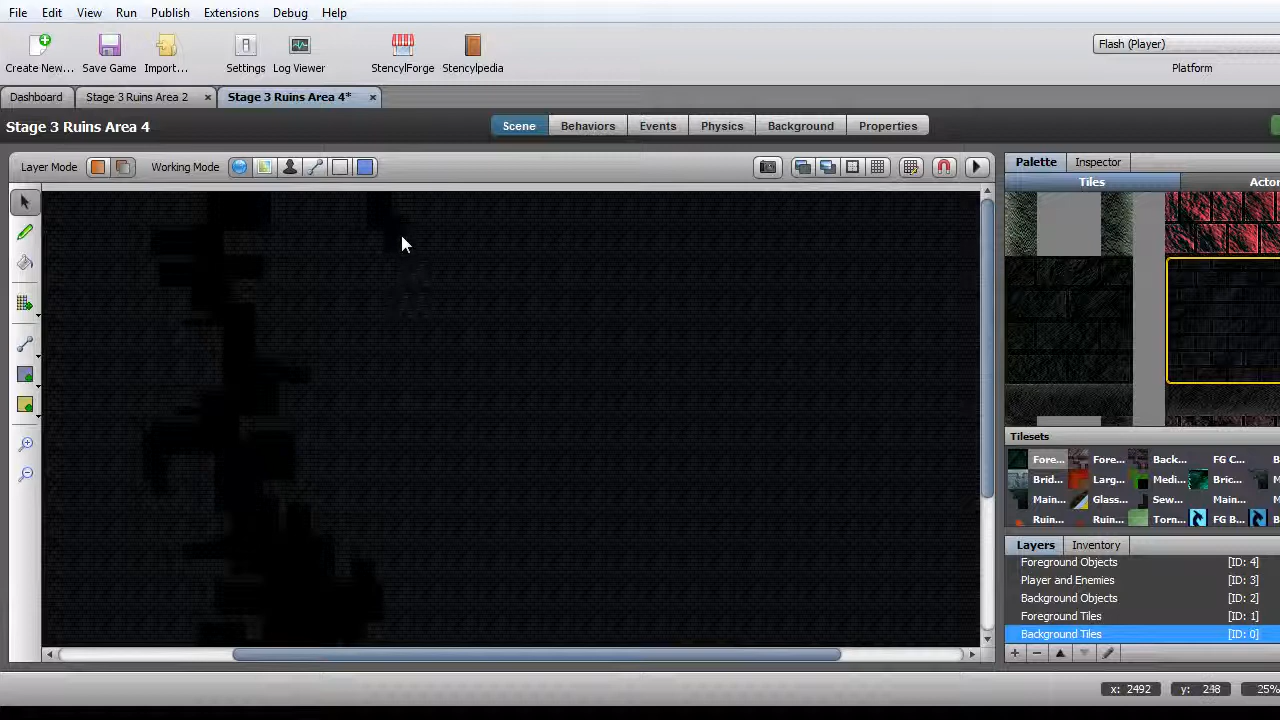 File Edit View Run Publish Extensions Debug Help
Create New... Save Game Import... Settings Log Viewer StencylForge Stencylpedia
Flash (Player)
Platform
Dashboard Stage 3 Ruins Area 2 Stage 3 Ruins Area 4*
Stage 3 Ruins Area 4
Scene Behaviors Events Physics Background Properties
Layer Mode Working Mode
Palette Inspector
Tiles Actor
Tilesets
Fore... Fore... Back... FG C... B
Brid... Larg... Medi... Bric... M
Main... Glass... Sew... Main... M
Ruin... Ruin... Torn... FG B... B
Layers Inventory
Foreground Objects [ID: 4]
Player and Enemies [ID: 3]
Background Objects [ID: 2]
Foreground Tiles [ID: 1]
Background Tiles [ID: 0]
x: 2492 y: 248 25%